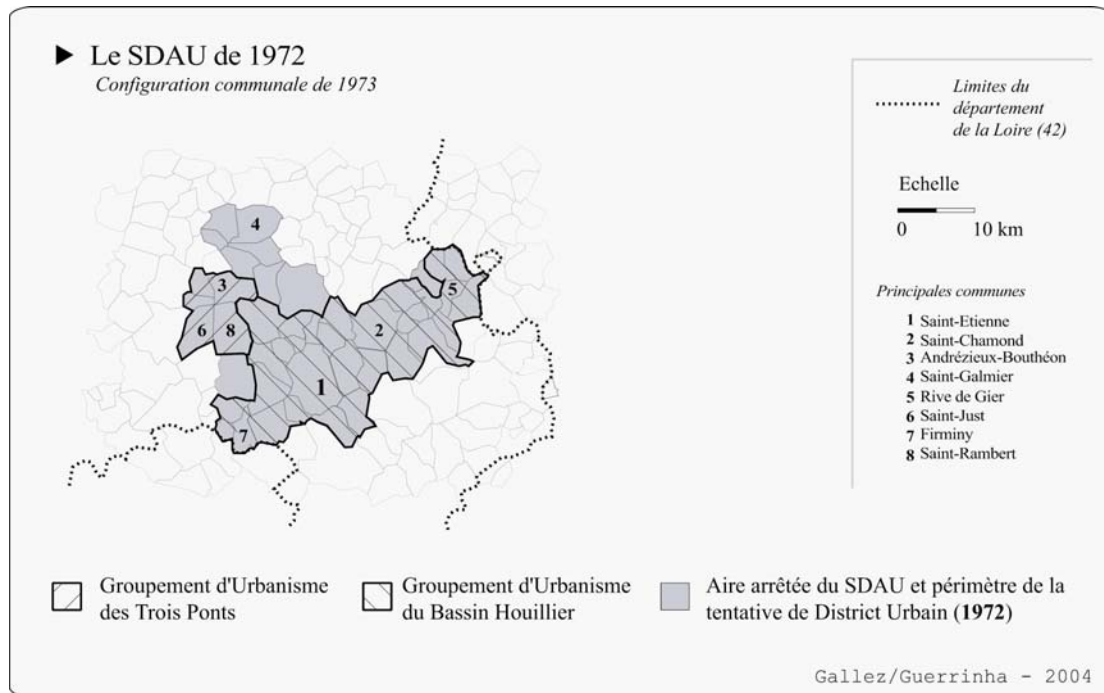 ► Le SDAU de 1972
Configuration communale de 1973
Limites du
département
de la Loire (42)
Echelle
0 10 km
Principales communes
1 Saint-Etienne
2 Saint-Chamond
3 Andrézieux-Bouthéon
4 Saint-Galmier
5 Rive de Gier
6 Saint-Just
7 Firminy
8 Saint-Rambert
4
3
5
6 8
2
1
7
Groupement d'Urbanisme
des Trois Ponts
Groupement d'Urbanisme
du Bassin Houillier
Aire arrêtée du SDAU et périmètre de la
tentative de District Urbain (1972)
Gallez/Guerrinha - 2004